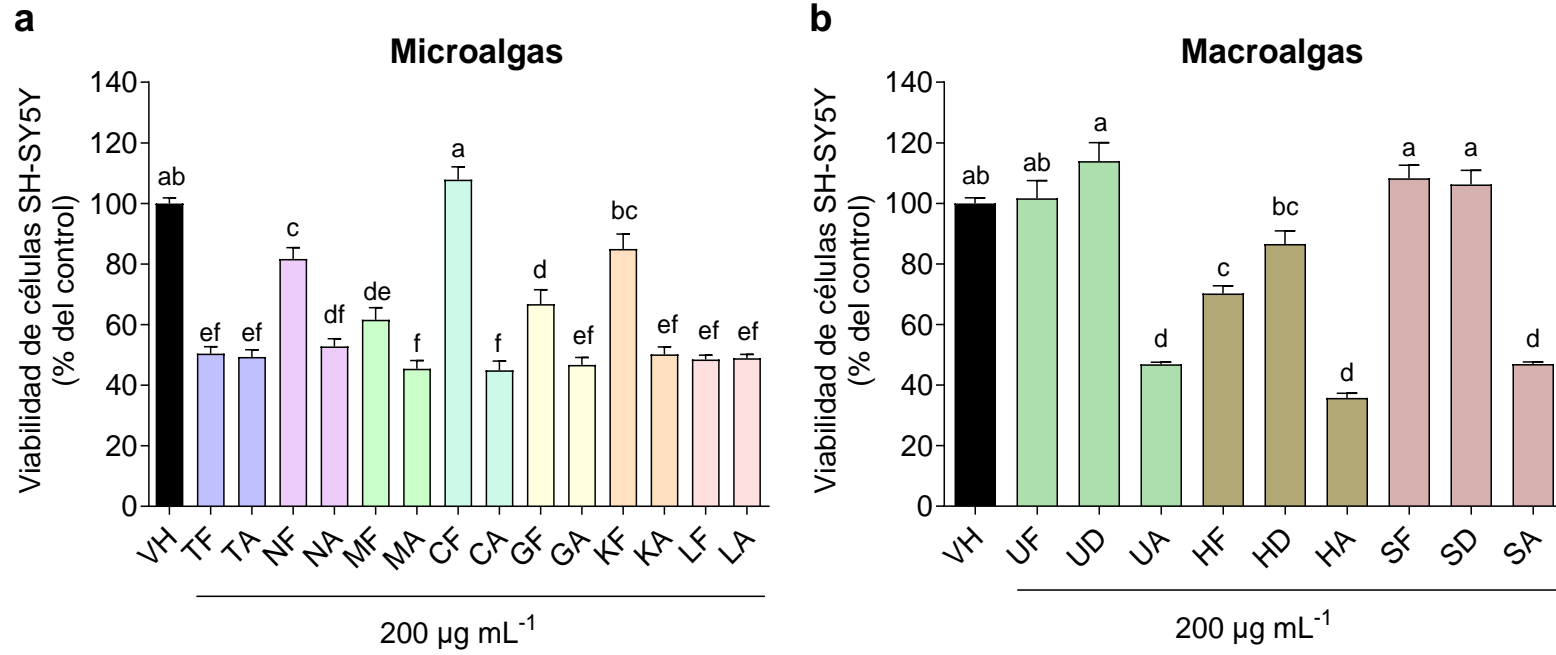 a
Microalgas
Viabilidad de células SH-SY5Y
(% del control)
140
120
100
80
60
40
20
0
ab
ef
ef
c
df
de
f
a
f
d
ef
bc
ef
ef
ef
VH
TF
TA
NF
NA
MF
MA
CF
CA
GF
GA
KF
KA
LF
LA
200 µg mL-1
b
Macroalgas
Viabilidad de células SH-SY5Y
(% del control)
140
120
100
80
60
40
20
0
ab
ab
a
d
c
bc
d
a
a
d
VH
UF
UD
UA
HF
HD
HA
SF
SD
SA
200 µg mL-1